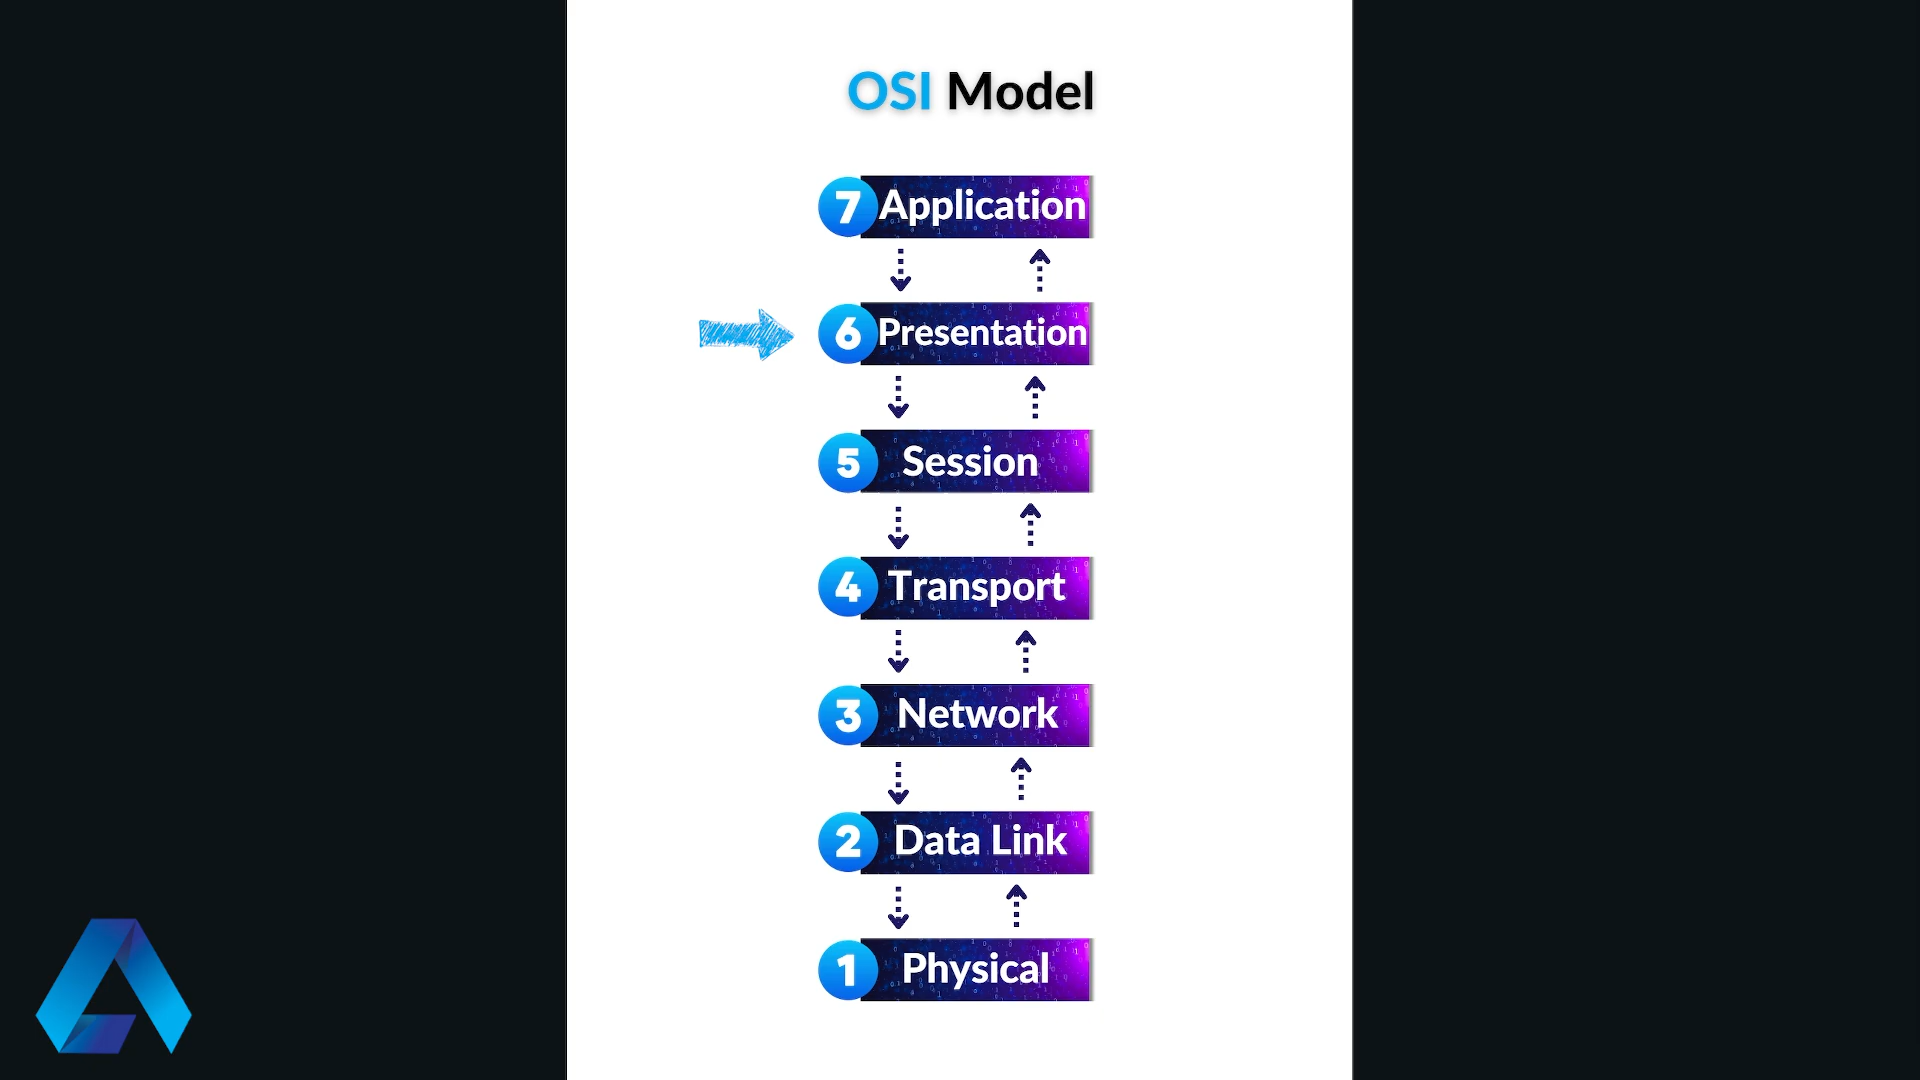 OSI Model
7 Application
6 Presentation
5 Session
4 Transport
3 Network
2 Data Link
1 Physical